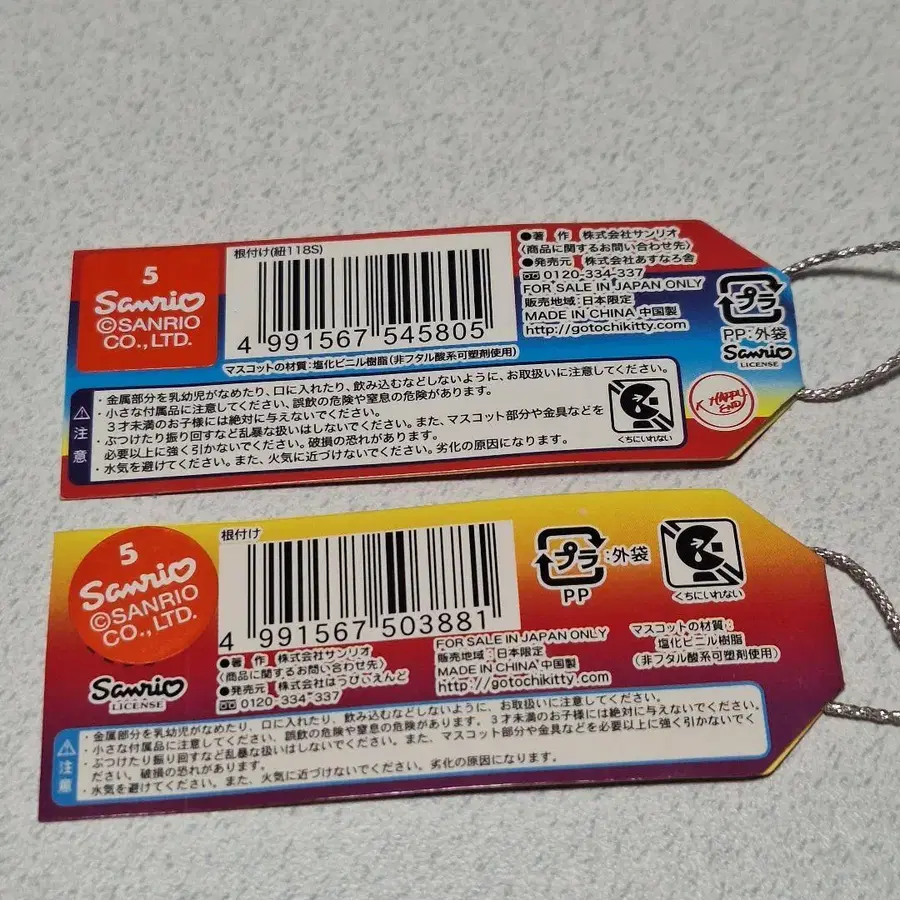 5
Sanrio
©SANRIO
CO.,LTD.
根付け(紐118S)
4 991567 545805
マスコットの材質:塩化ビニル樹脂(非フタル酸系可塑剤使用)
●著 作 株式会社サンリオ
〈商品に関するお問い合わせ先〉
●発売元 株式会社あすなろ舎
0120-334-337
FOR SALE IN JAPAN ONLY
販売地域:日本限定
MADE IN CHINA 中国製
http://gotochikitty.com
プラ
PP:外袋
Sanrio
LICENSE
HAPPY
END
注意
・金属部分を乳幼児がなめたり、口に入れたり、飲み込むなどしないように、お取扱いに注意してください。
・小さな付属品に注意してください、誤飲の危険や窒息の危険があります。
3才未満のお子様には絶対に与えないでください。
・ぶつけたり振り回すなど乱暴な扱いはしないでください。また、マスコット部分や金具などを
必要以上に強く引かないでください。破損の恐れがあります。
・水気を避けてください。また、火気に近づけないでください。劣化の原因になります。
くちにいれない
5
Sanrio
©SANRIO
CO.,LTD.
Sanrio
LICENSE
根付け
4 991567 503881
●著 作 株式会社サンリオ
〈商品に関するお問い合わせ先〉
●発売元 株式会社はっぴぃえんど
0120-334-337
FOR SALE IN JAPAN ONLY
販売地域:日本限定
MADE IN CHINA 中国製
http://gotochikitty.com
プラ
:外袋
PP
くちにいれない
マスコットの材質:
塩化ビニル樹脂
(非フタル酸系可塑剤使用)
注意
・金属部分を乳幼児がなめたり、口に入れたり、飲み込むなどしないように、お取扱いに注意してください。
・小さな付属品に注意してください、誤飲の危険や窒息の危険があります。3才未満のお子様には絶対に与えないでください。
・ぶつけたり振り回すなど乱暴な扱いはしないでください。また、マスコット部分や金具などを必要以上に強く引かないでく
ださい。破損の恐れがあります。
・水気を避けてください。また、火気に近づけないでください。劣化の原因になります。